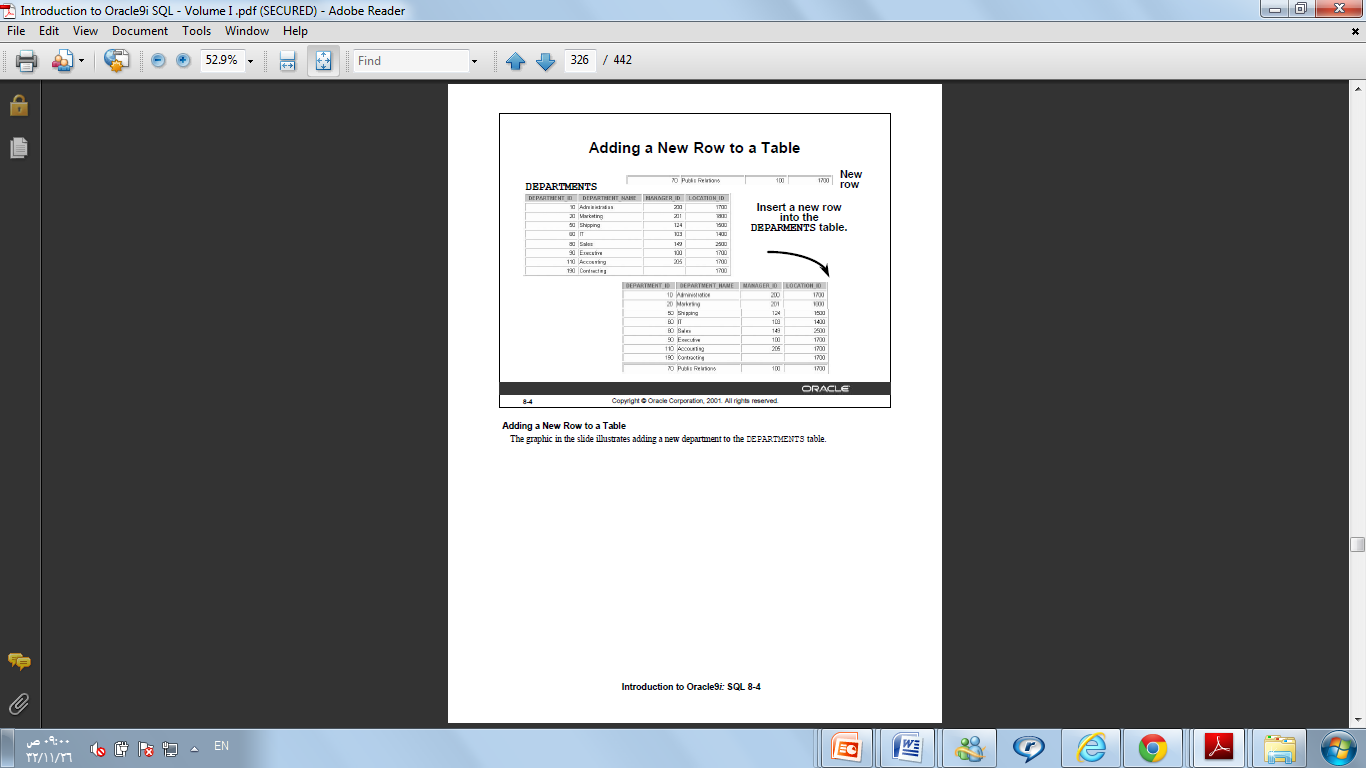 Introduction to Oracle9i SQL - Volume I .pdf (SECURED) - Adobe Reader
File Edit View Document Tools Window Help
52.9% Find 326 / 442
Adding a New Row to a Table
70 Public Relations 100 1700
New
row
DEPARTMENTS
DEPARTMENT_ID DEPARTMENT_NAME MANAGER_ID LOCATION_ID
10 Administration 200 1700
20 Marketing 201 1800
50 Shipping 124 1500
60 IT 103 1400
80 Sales 149 2500
90 Executive 100 1700
110 Accounting 205 1700
190 Contracting 1700
Insert a new row
into the
DEPARMENTS table.
DEPARTMENT_ID DEPARTMENT_NAME MANAGER_ID LOCATION_ID
10 Administration 200 1700
20 Marketing 201 1800
50 Shipping 124 1500
60 IT 103 1400
80 Sales 149 2500
90 Executive 100 1700
110 Accounting 205 1700
190 Contracting 1700
70 Public Relations 100 1700
ORACLE
8-4 Copyright © Oracle Corporation, 2001. All rights reserved.
Adding a New Row to a Table
The graphic in the slide illustrates adding a new department to the DEPARTMENTS table.
Introduction to Oracle9i: SQL 8-4
٠٩:٠٠ ص
٣٢/١١/٢٦
EN